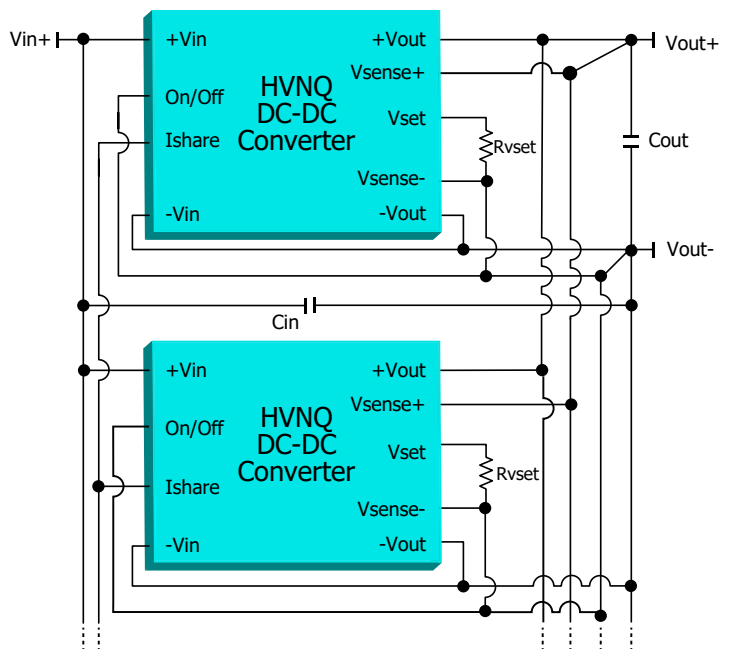 Vin+
+Vin
+Vout
Vout+
Vsense+
On/Off
HVNQ
DC-DC
Converter
Vset
Ishare
Rvset
Cout
Vsense-
-Vin
-Vout
Vout-
Cin
+Vin
+Vout
Vsense+
On/Off
HVNQ
DC-DC
Converter
Vset
Ishare
Rvset
Vsense-
-Vin
-Vout